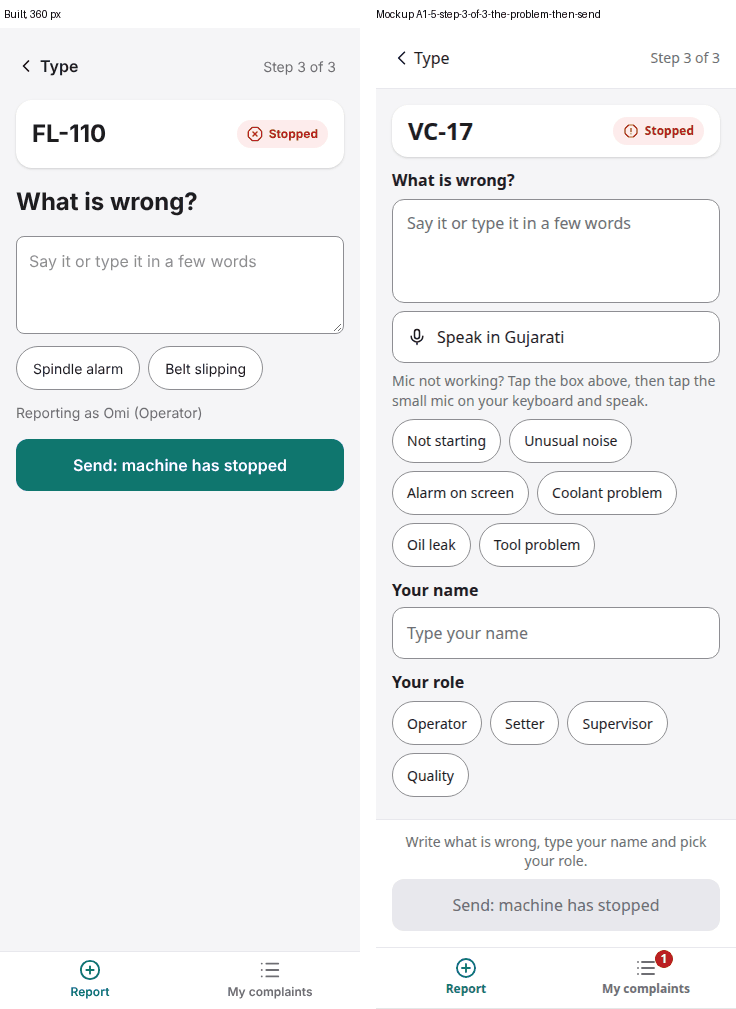 Built, 360 px
Type
Step 3 of 3
FL-110
Stopped
What is wrong?
Say it or type it in a few words
Spindle alarm
Belt slipping
Reporting as Omi (Operator)
Send: machine has stopped
Report
My complaints
Mockup A1-5-step-3-of-3-the-problem-then-send
Type
Step 3 of 3
VC-17
Stopped
What is wrong?
Say it or type it in a few words
Speak in Gujarati
Mic not working? Tap the box above, then tap the
small mic on your keyboard and speak.
Not starting
Unusual noise
Alarm on screen
Coolant problem
Oil leak
Tool problem
Your name
Type your name
Your role
Operator
Setter
Supervisor
Quality
Write what is wrong, type your name and pick
your role.
Send: machine has stopped
Report
1
My complaints